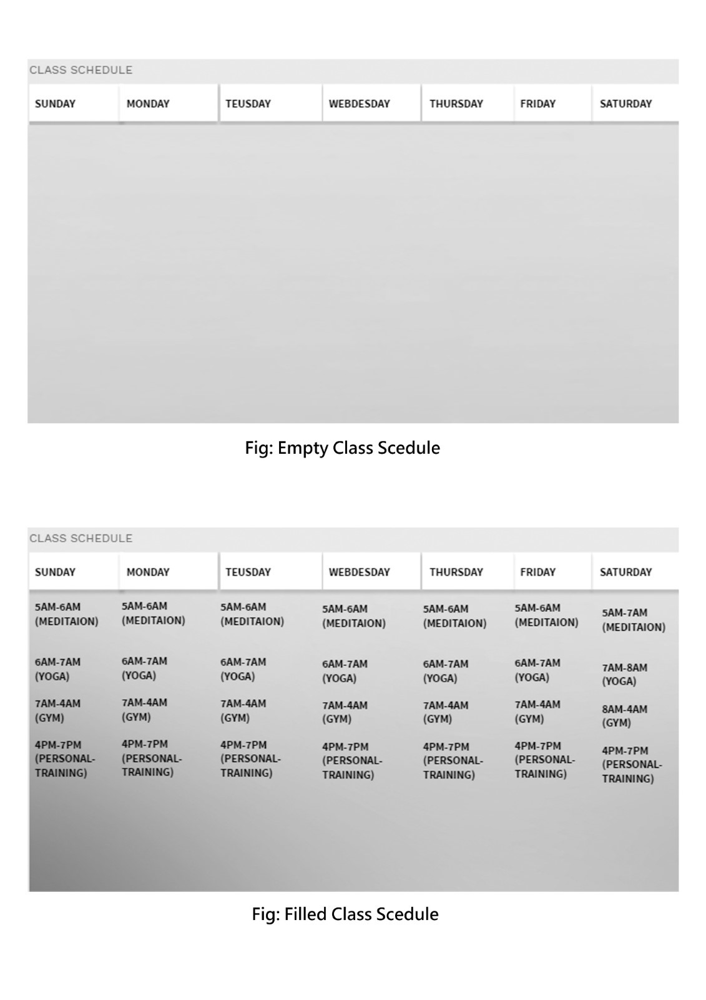 CLASS SCHEDULE
SUNDAY MONDAY TEUSDAY WEBDESDAY THURSDAY FRIDAY SATURDAY
Fig: Empty Class Scedule
CLASS SCHEDULE
SUNDAY MONDAY TEUSDAY WEBDESDAY THURSDAY FRIDAY SATURDAY
5AM-6AM 5AM-6AM 5AM-6AM 5AM-6AM 5AM-6AM 5AM-6AM 5AM-7AM
(MEDITAION) (MEDITAION) (MEDITAION) (MEDITAION) (MEDITAION) (MEDITAION) (MEDITAION)
6AM-7AM 6AM-7AM 6AM-7AM 6AM-7AM 6AM-7AM 6AM-7AM 7AM-8AM
(YOGA) (YOGA) (YOGA) (YOGA) (YOGA) (YOGA) (YOGA)
7AM-4AM 7AM-4AM 7AM-4AM 7AM-4AM 7AM-4AM 7AM-4AM 8AM-4AM
(GYM) (GYM) (GYM) (GYM) (GYM) (GYM) (GYM)
4PM-7PM 4PM-7PM 4PM-7PM 4PM-7PM 4PM-7PM 4PM-7PM 4PM-7PM
(PERSONAL- (PERSONAL- (PERSONAL- (PERSONAL- (PERSONAL- (PERSONAL- (PERSONAL-
TRAINING) TRAINING) TRAINING) TRAINING) TRAINING) TRAINING) TRAINING)
Fig: Filled Class Scedule